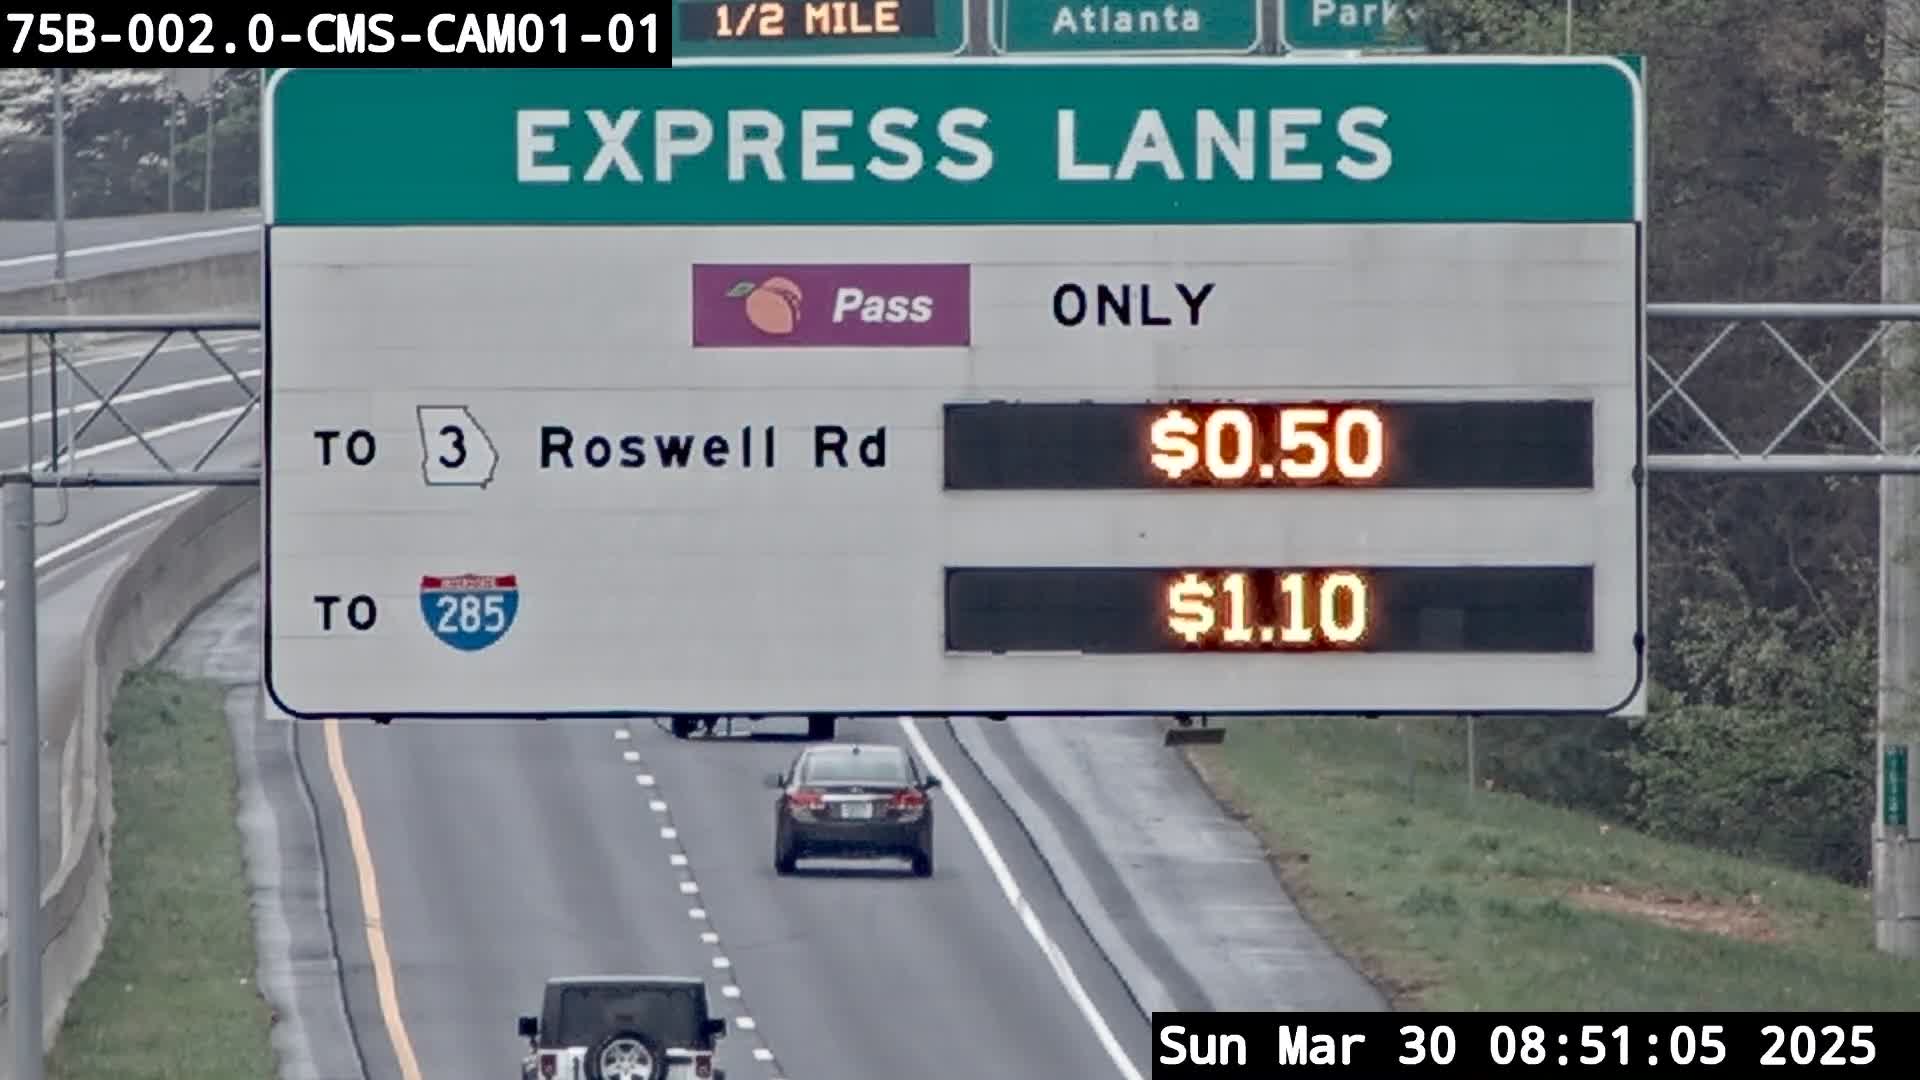 75B-002.0-CMS-CAM01-01
1/2 MILE
Atlanta
Park
EXPRESS LANES
Pass ONLY
TO 3 Roswell Rd $0.50
TO 285 $1.10
Sun Mar 30 08:51:05 2025